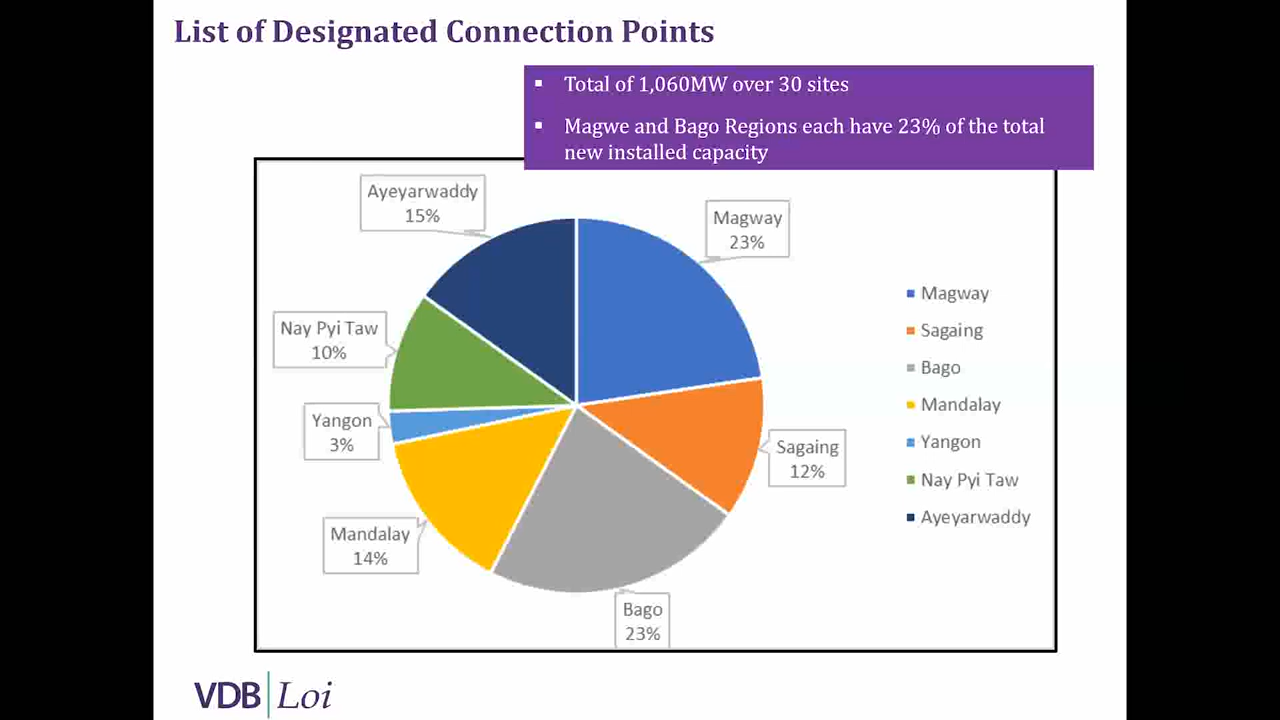 List of Designated Connection Points
▪ Total of 1,060MW over 30 sites
▪ Magwe and Bago Regions each have 23% of the total
new installed capacity
Ayeyarwaddy
15%
Magway
23%
Nay Pyi Taw
10%
Yangon
3%
Sagaing
12%
Mandalay
14%
Bago
23%
Magway
Sagaing
Bago
Mandalay
Yangon
Nay Pyi Taw
Ayeyarwaddy
VDB Loi